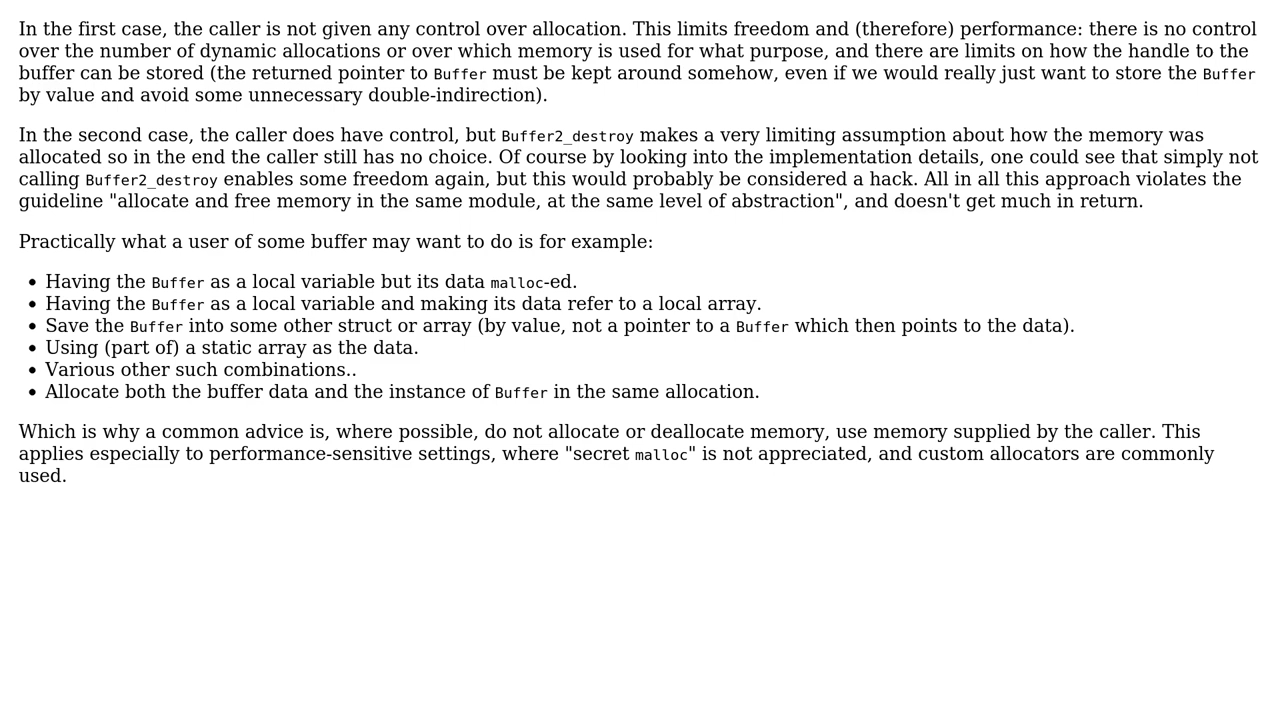 In the first case, the caller is not given any control over allocation. This limits freedom and (therefore) performance: there is no control
over the number of dynamic allocations or over which memory is used for what purpose, and there are limits on how the handle to the
buffer can be stored (the returned pointer to Buffer must be kept around somehow, even if we would really just want to store the Buffer
by value and avoid some unnecessary double-indirection).
In the second case, the caller does have control, but Buffer2_destroy makes a very limiting assumption about how the memory was
allocated so in the end the caller still has no choice. Of course by looking into the implementation details, one could see that simply not
calling Buffer2_destroy enables some freedom again, but this would probably be considered a hack. All in all this approach violates the
guideline "allocate and free memory in the same module, at the same level of abstraction", and doesn't get much in return.
Practically what a user of some buffer may want to do is for example:
• Having the Buffer as a local variable but its data malloc-ed.
• Having the Buffer as a local variable and making its data refer to a local array.
• Save the Buffer into some other struct or array (by value, not a pointer to a Buffer which then points to the data).
• Using (part of) a static array as the data.
• Various other such combinations..
• Allocate both the buffer data and the instance of Buffer in the same allocation.
Which is why a common advice is, where possible, do not allocate or deallocate memory, use memory supplied by the caller. This
applies especially to performance-sensitive settings, where "secret malloc" is not appreciated, and custom allocators are commonly
used.